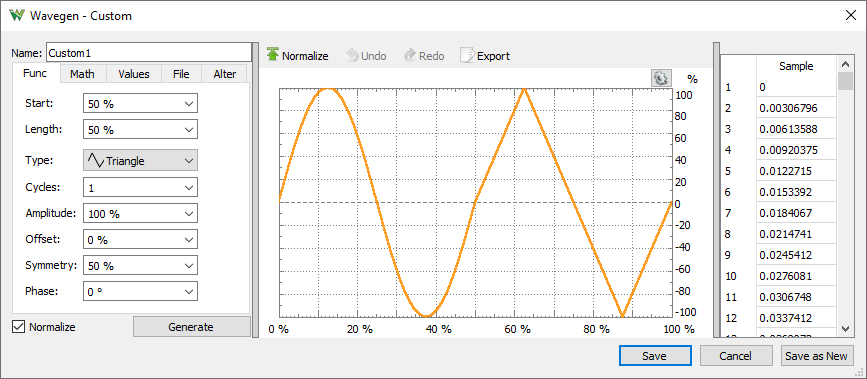 Wavegen - Custom
Name: Custom1
Func Math Values File Alter
Start: 50 %
Length: 50 %
Type: Triangle
Cycles: 1
Amplitude: 100 %
Offset: 0 %
Symmetry: 50 %
Phase: 0 °
Normalize Generate
Normalize Undo Redo Export
%
100
80
60
40
20
0
-20
-40
-60
-80
-100
0 % 20 % 40 % 60 % 80 % 100 %
Sample
1 0
2 0.00306796
3 0.00613588
4 0.00920375
5 0.0122715
6 0.0153392
7 0.0184067
8 0.0214741
9 0.0245412
10 0.0276081
11 0.0306748
12 0.0337412
Save Cancel Save as New